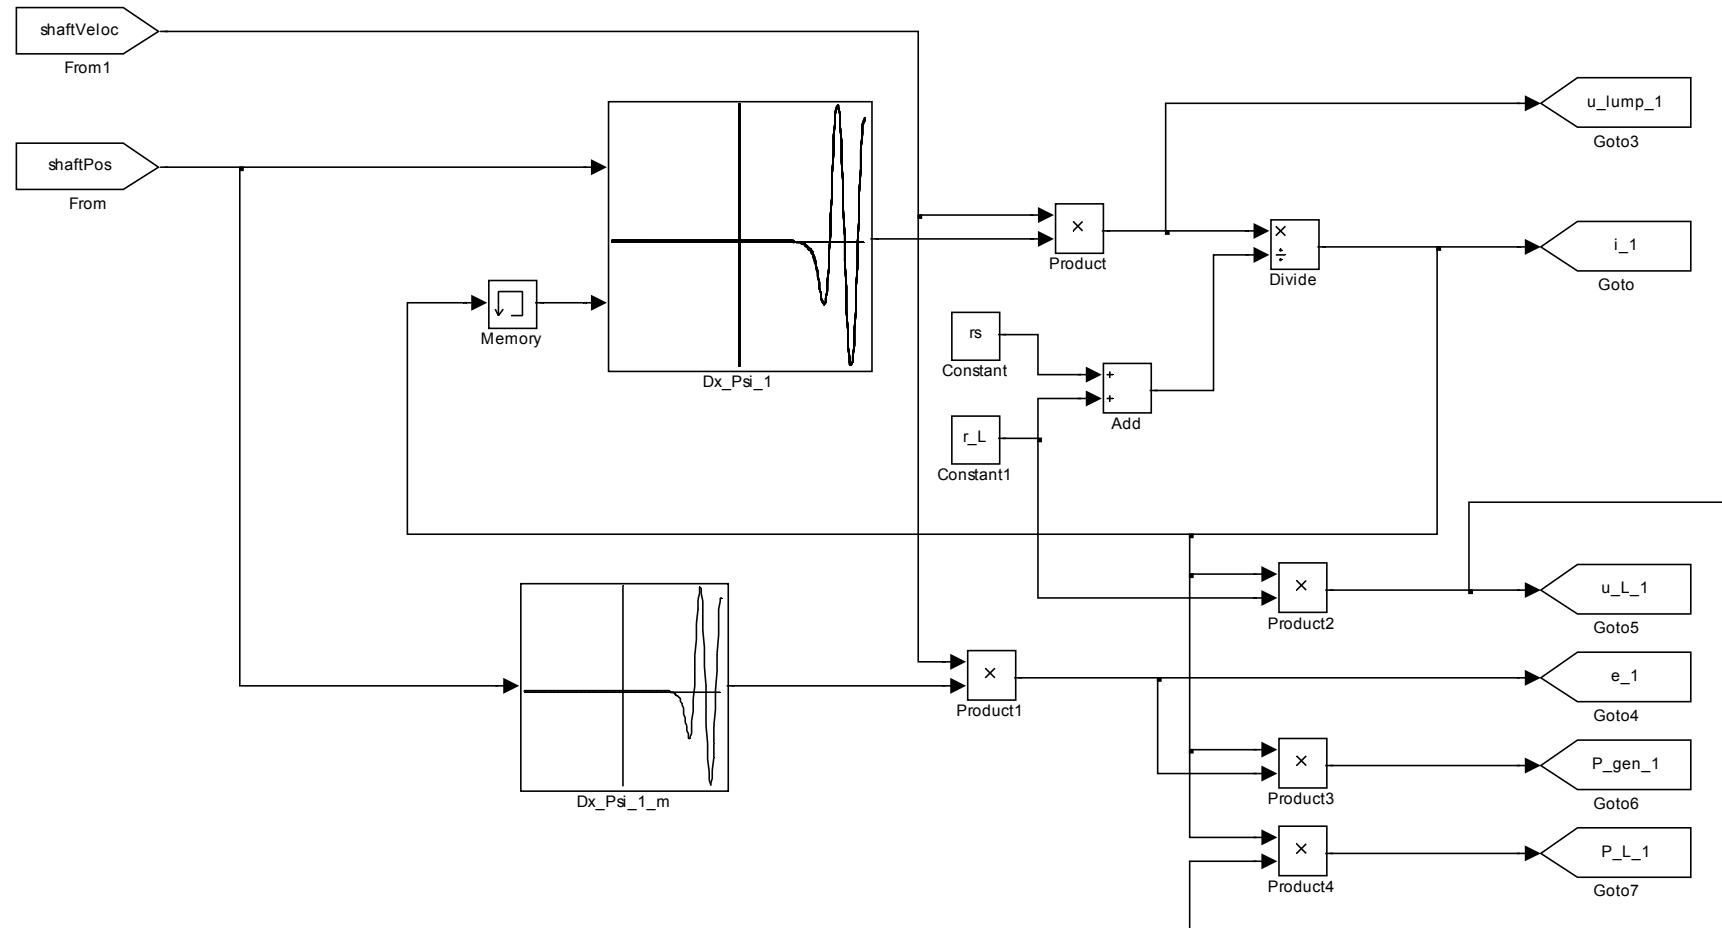 shaftVeloc
From1
u_lump_1
Goto3
shaftPos
From
×
Product
×
÷
Divide
i_1
Goto
Memory
rs
Constant
Dx_Psi_1
+
+
Add
r_L
Constant1
×
Product2
u_L_1
Goto5
×
Product1
e_1
Goto4
×
Product3
P_gen_1
Goto6
Dx_Psi_1_m
×
Product4
P_L_1
Goto7